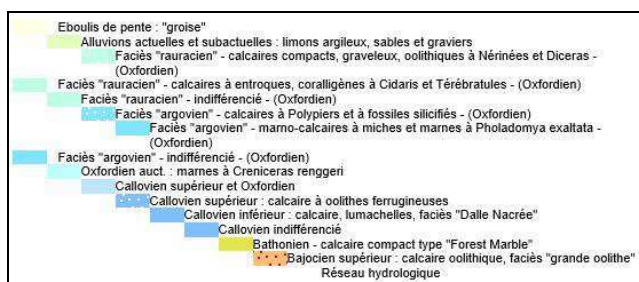 Eboulis de pente : "groise"
Alluvions actuelles et subactuelles : limons argileux, sables et graviers
Faciès "rauracien" - calcaires compacts, graveleux, oolithiques à Nérinées et Diceras -
(Oxfordien)
Faciès "rauracien" - calcaires à entroques, coralligènes à Cidaris et Térébratules - (Oxfordien)
Faciès "rauracien" - indifférencié - (Oxfordien)
Faciès "argovien" - calcaires à Polypiers et à fossiles silicifiés - (Oxfordien)
Faciès "argovien" - marno-calcaires à miches et marnes à Pholadomya exaltata -
(Oxfordien)
Faciès "argovien" - indifférencié - (Oxfordien)
Oxfordien auct. : marnes à Creniceras renggeri
Callovien supérieur et Oxfordien
Callovien supérieur : calcaire à oolithes ferrugineuses
Callovien inférieur : calcaire, lumachelles, faciès "Dalle Nacrée"
Callovien indifférencié
Bathonien - calcaire compact type "Forest Marble"
Bajocien supérieur : calcaire oolithique, faciès "grande oolithe"
Réseau hydrologique